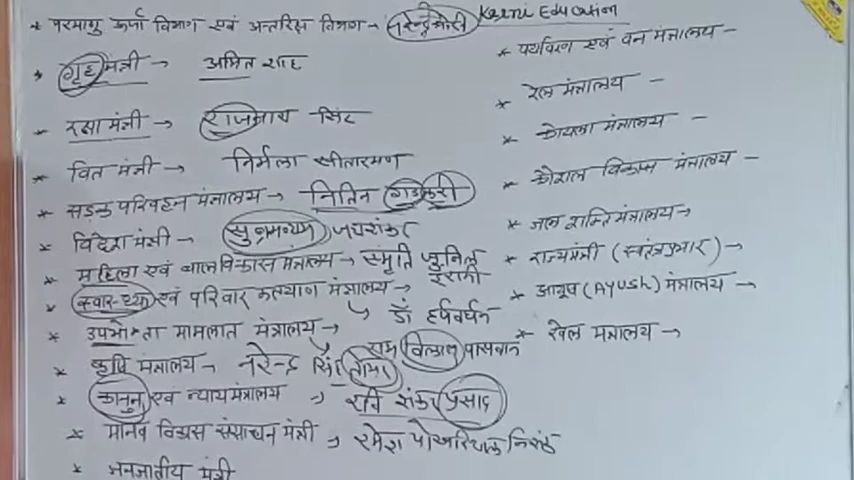 * परमाणु ऊर्जा विभाग एवं अन्तरिक्ष विभाग → नरेन्द्र मोदी
Karni Education
* गृह मंत्री → अमित शाह
* रक्षा मंत्री → राजनाथ सिंह
* वित मंत्री → निर्मला सीतारमण
* सड़क परिवहन मंत्रालय → नितिन गडकरी
* विदेश मंत्री → सुब्रमण्यम जयशंकर
* महिला एवं बाल विकास मंत्रालय → स्मृति जुबिन ईरानी
* स्वास्थ्य एवं परिवार कल्याण मंत्रालय → डॉ हर्षवर्धन
* उपभोक्ता मामलात मंत्रालय → राम विलास पासवान
* कृषि मंत्रालय → नरेन्द्र सिंह तोमर
* कानुन एवं न्याय मंत्रालय → रवि शंकर प्रसाद
* मानव विकास संसाधन मंत्री → रमेश पोखरियाल निशंक
* जनजातीय मंत्री
* पर्यावरण एवं वन मंत्रालय –
* रेल मंत्रालय –
* कोयला मंत्रालय –
* कौशल विकास मंत्रालय –
* जल शक्ति मंत्रालय →
* राज्यमंत्री (स्वतंत्र प्रभार) →
* आयुष (Ayush) मंत्रालय –
* खेल मंत्रालय →